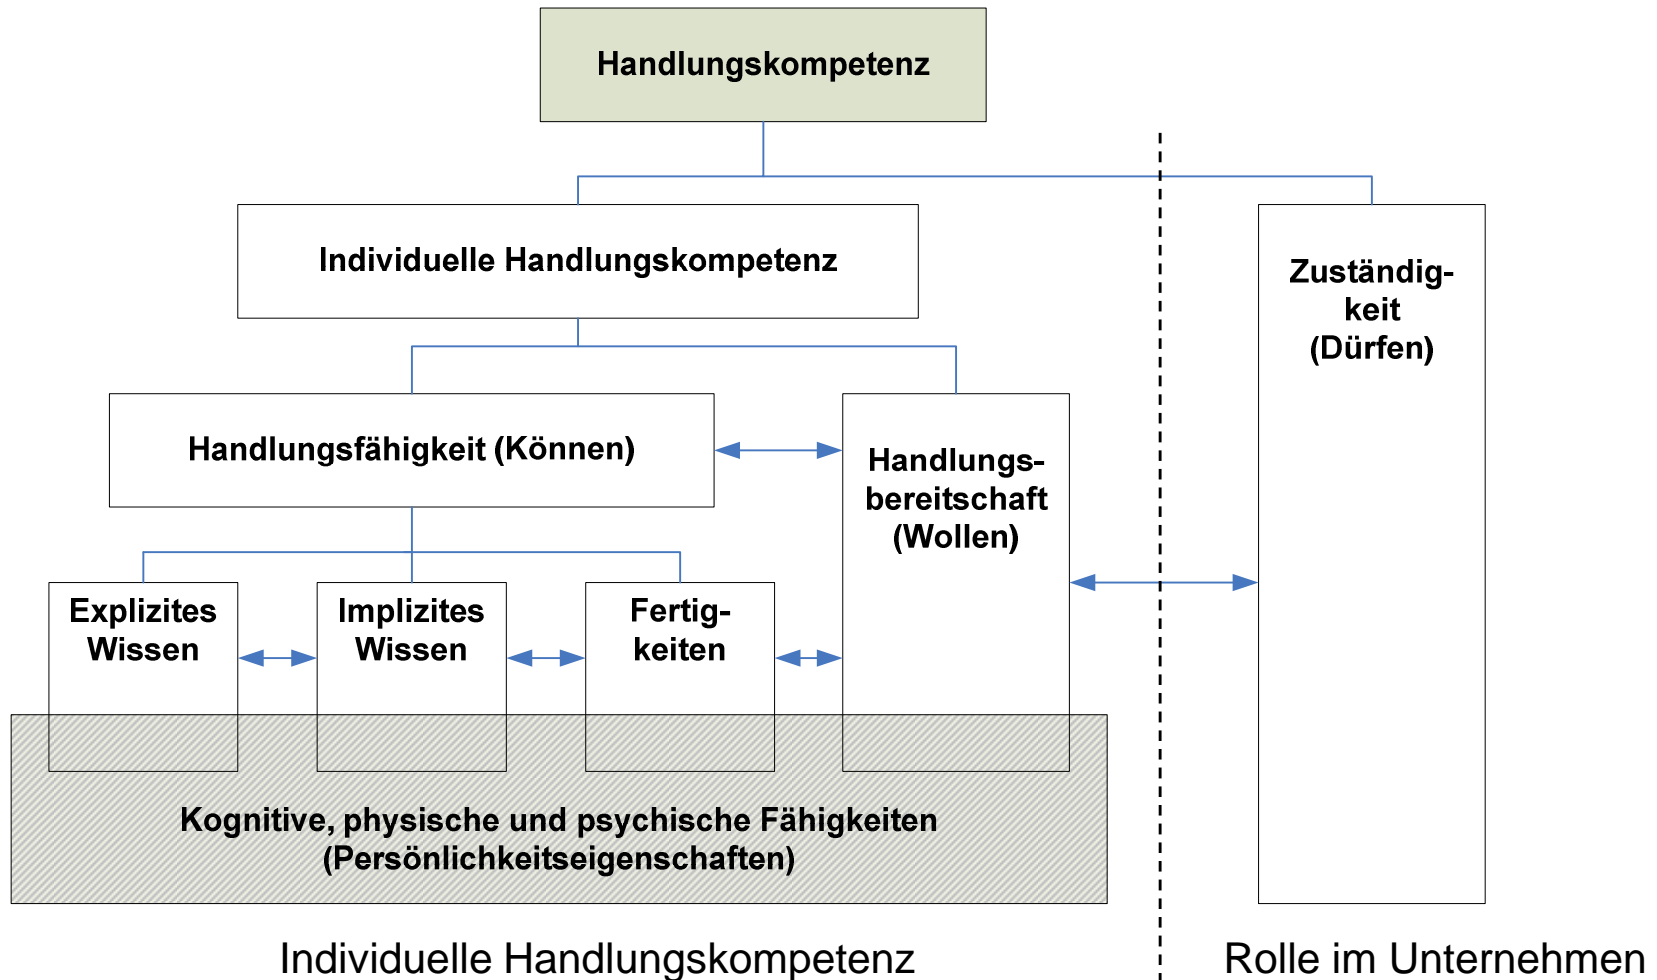 Handlungskompetenz
Individuelle Handlungskompetenz
Zuständig-
keit
(Dürfen)
Handlungsfähigkeit (Können)
Handlungs-
bereitschaft
(Wollen)
Explizites
Wissen
Implizites
Wissen
Fertig-
keiten
Kognitive, physische und psychische Fähigkeiten
(Persönlichkeitseigenschaften)
Individuelle Handlungskompetenz
Rolle im Unternehmen